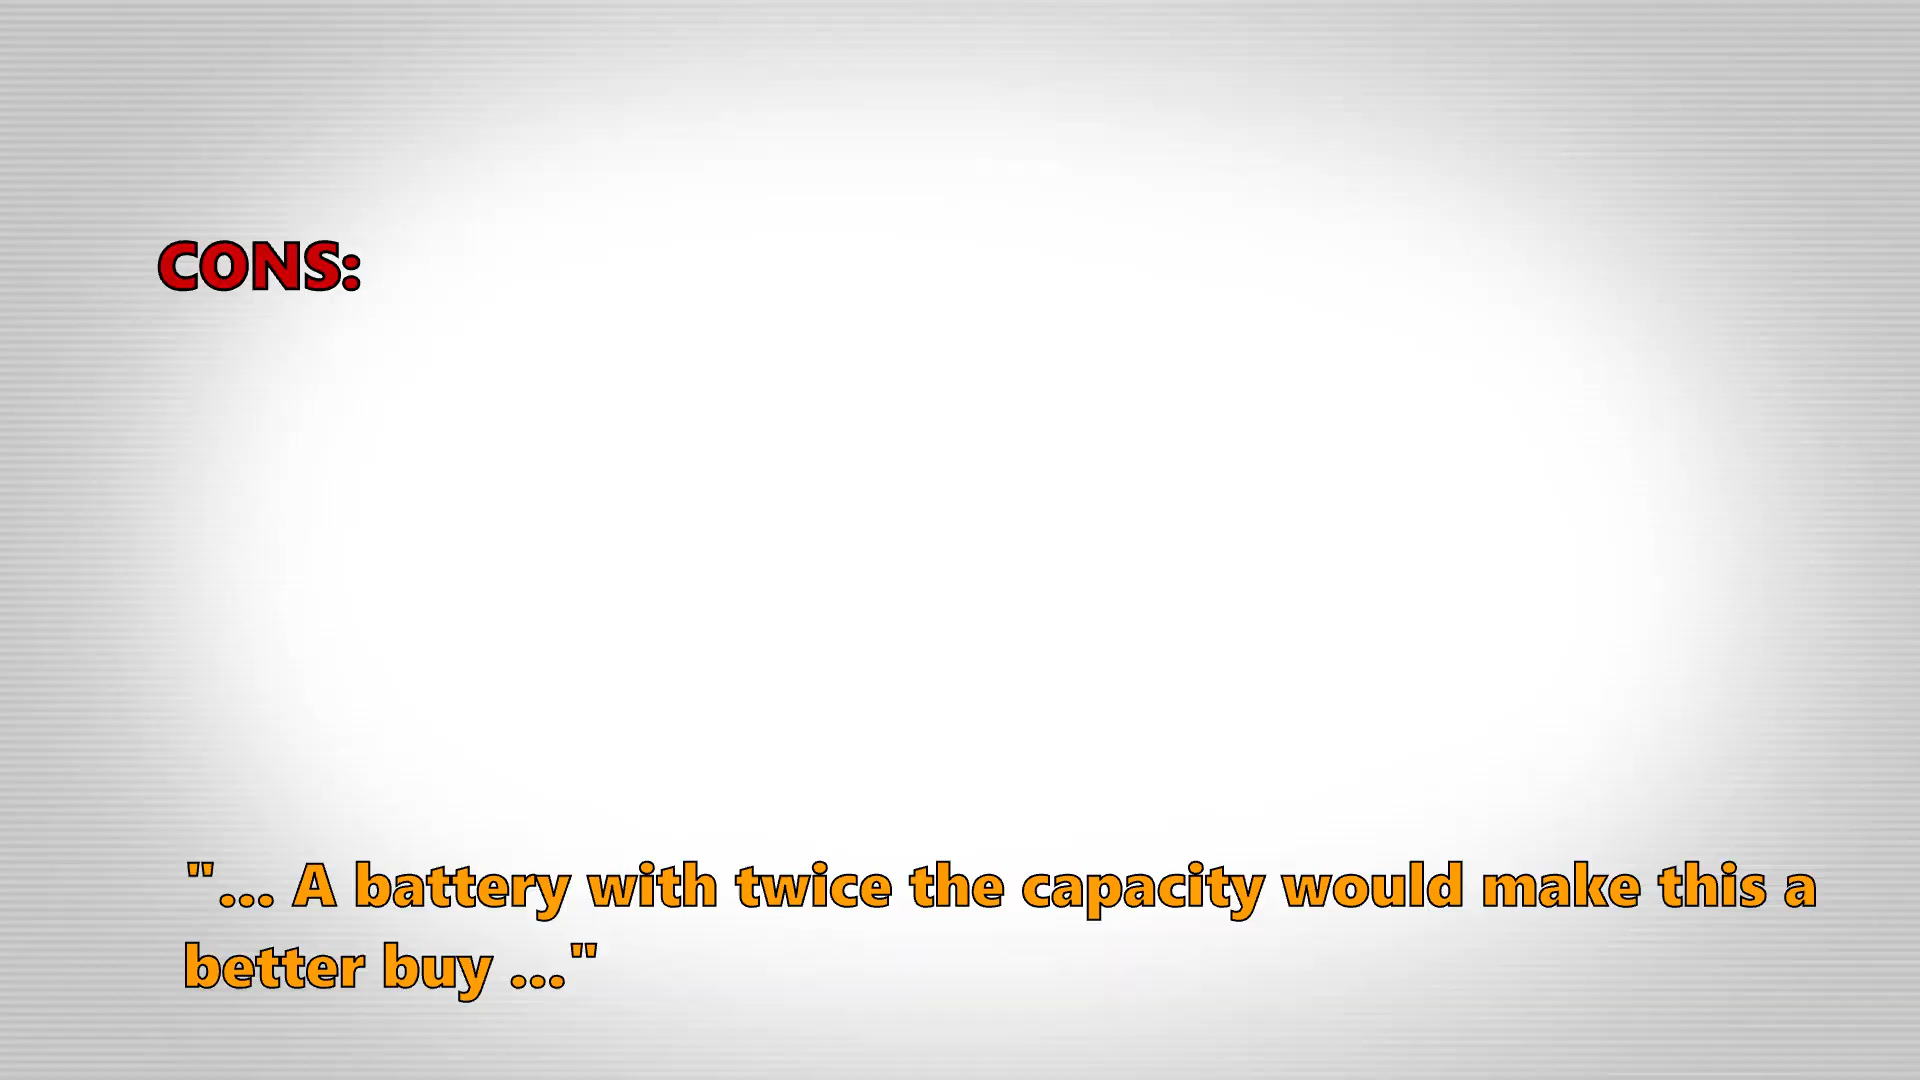 CONS:
"... A battery with twice the capacity would make this a
better buy ..."